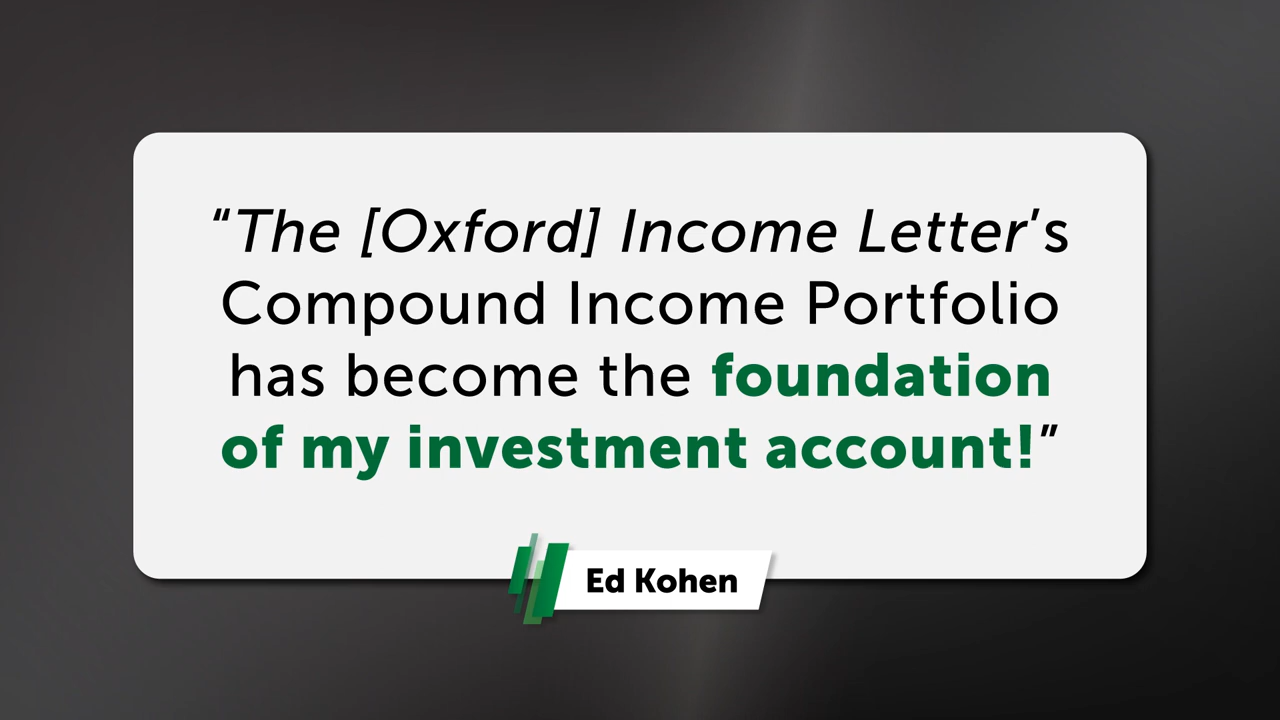 “The [Oxford] Income Letter’s
Compound Income Portfolio
has become the foundation
of my investment account!”
Ed Kohen